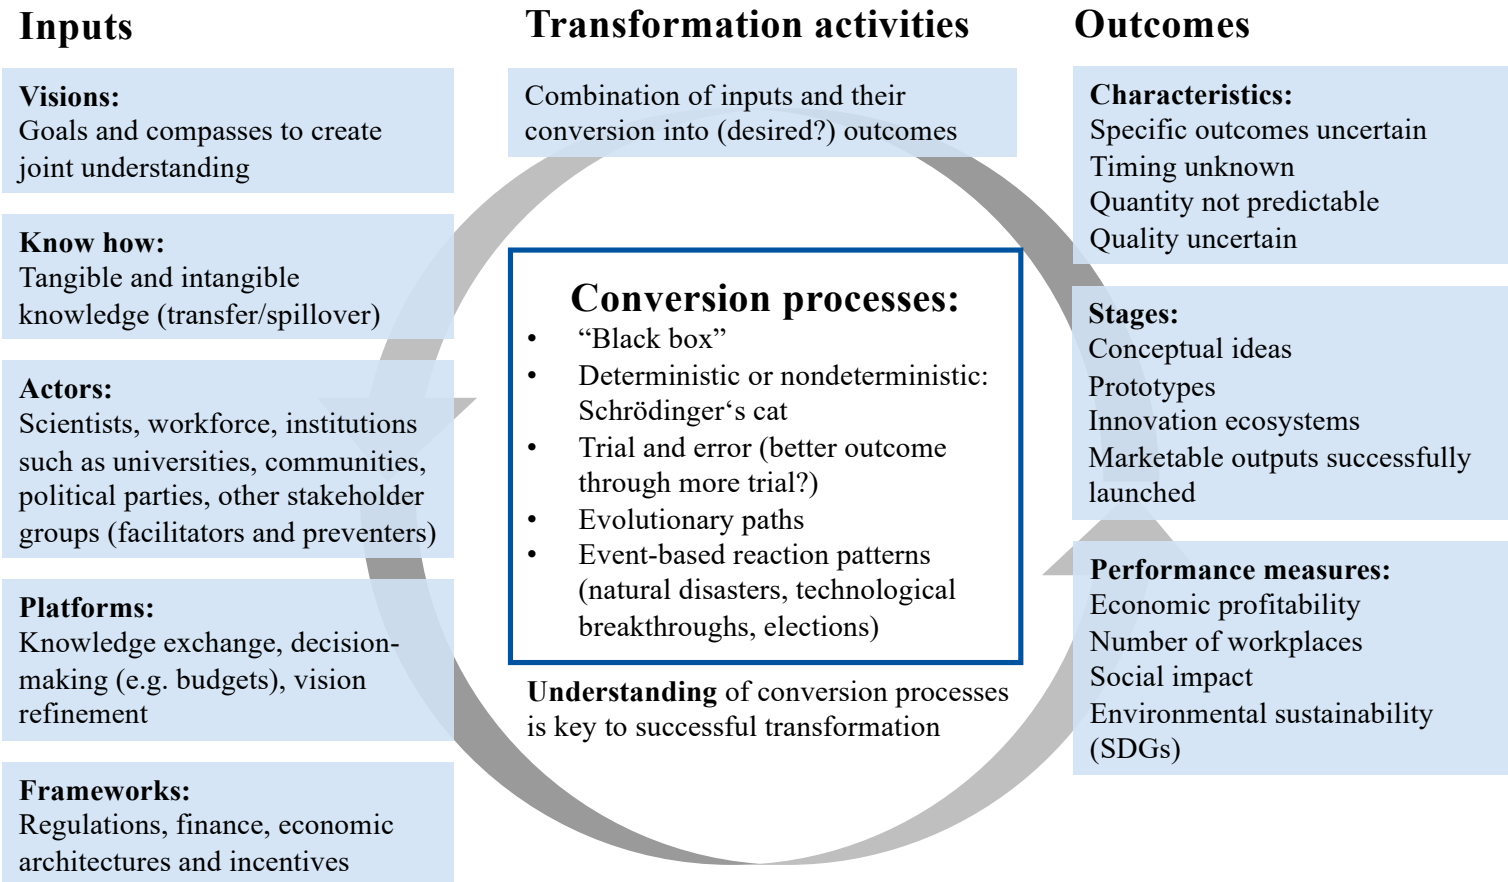 Inputs
Visions:
Goals and compasses to create
joint understanding
Know how:
Tangible and intangible
knowledge (transfer/spillover)
Actors:
Scientists, workforce, institutions
such as universities, communities,
political parties, other stakeholder
groups (facilitators and preventers)
Platforms:
Knowledge exchange, decision-
making (e.g. budgets), vision
refinement
Frameworks:
Regulations, finance, economic
architectures and incentives
Transformation activities
Combination of inputs and their
conversion into (desired?) outcomes
Conversion processes:
• “Black box”
• Deterministic or nondeterministic:
Schrödinger‘s cat
• Trial and error (better outcome
through more trial?)
• Evolutionary paths
• Event-based reaction patterns
(natural disasters, technological
breakthroughs, elections)
Understanding of conversion processes
is key to successful transformation
Outcomes
Characteristics:
Specific outcomes uncertain
Timing unknown
Quantity not predictable
Quality uncertain
Stages:
Conceptual ideas
Prototypes
Innovation ecosystems
Marketable outputs successfully
launched
Performance measures:
Economic profitability
Number of workplaces
Social impact
Environmental sustainability
(SDGs)